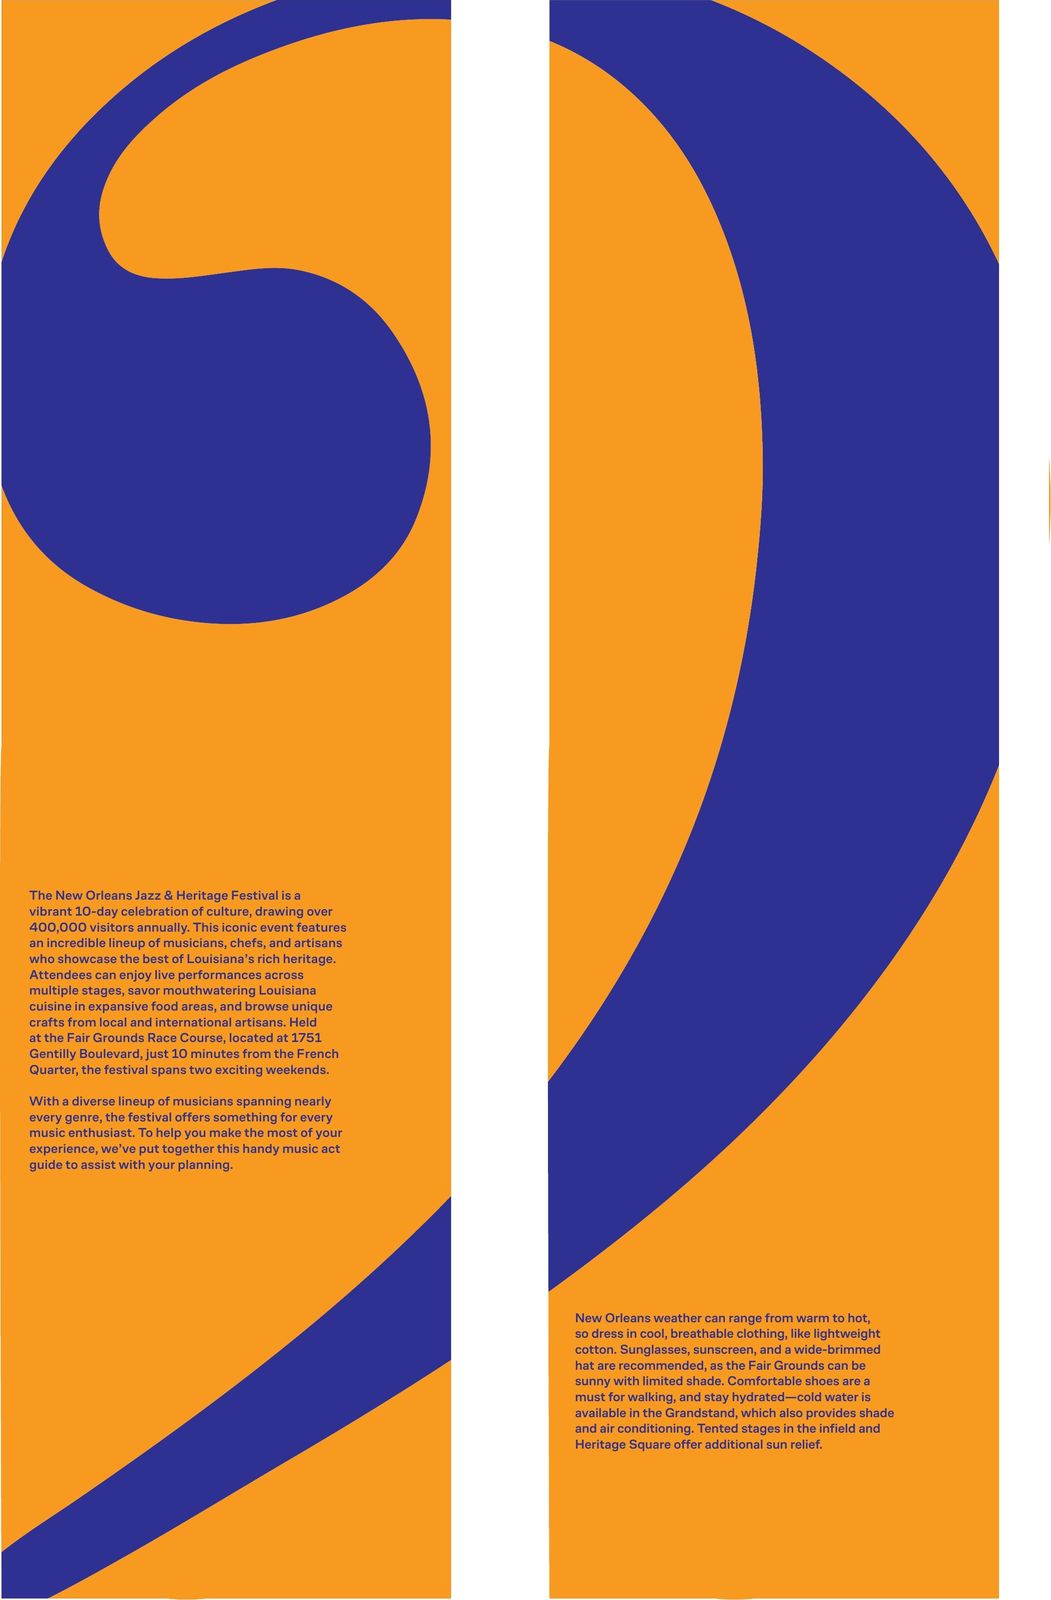 The New Orleans Jazz & Heritage Festival is a
vibrant 10-day celebration of culture, drawing over
400,000 visitors annually. This iconic event features
an incredible lineup of musicians, chefs, and artisans
who showcase the best of Louisiana’s rich heritage.
Attendees can enjoy live performances across
multiple stages, savor mouthwatering Louisiana
cuisine in expansive food areas, and browse unique
crafts from local and international artisans. Held
at the Fair Grounds Race Course, located at 1751
Gentilly Boulevard, just 10 minutes from the French
Quarter, the festival spans two exciting weekends.
With a diverse lineup of musicians spanning nearly
every genre, the festival offers something for every
music enthusiast. To help you make the most of your
experience, we’ve put together this handy music act
guide to assist with your planning.
New Orleans weather can range from warm to hot,
so dress in cool, breathable clothing, like lightweight
cotton. Sunglasses, sunscreen, and a wide-brimmed
hat are recommended, as the Fair Grounds can be
sunny with limited shade. Comfortable shoes are a
must for walking, and stay hydrated—cold water is
available in the Grandstand, which also provides shade
and air conditioning. Tented stages in the infield and
Heritage Square offer additional sun relief.